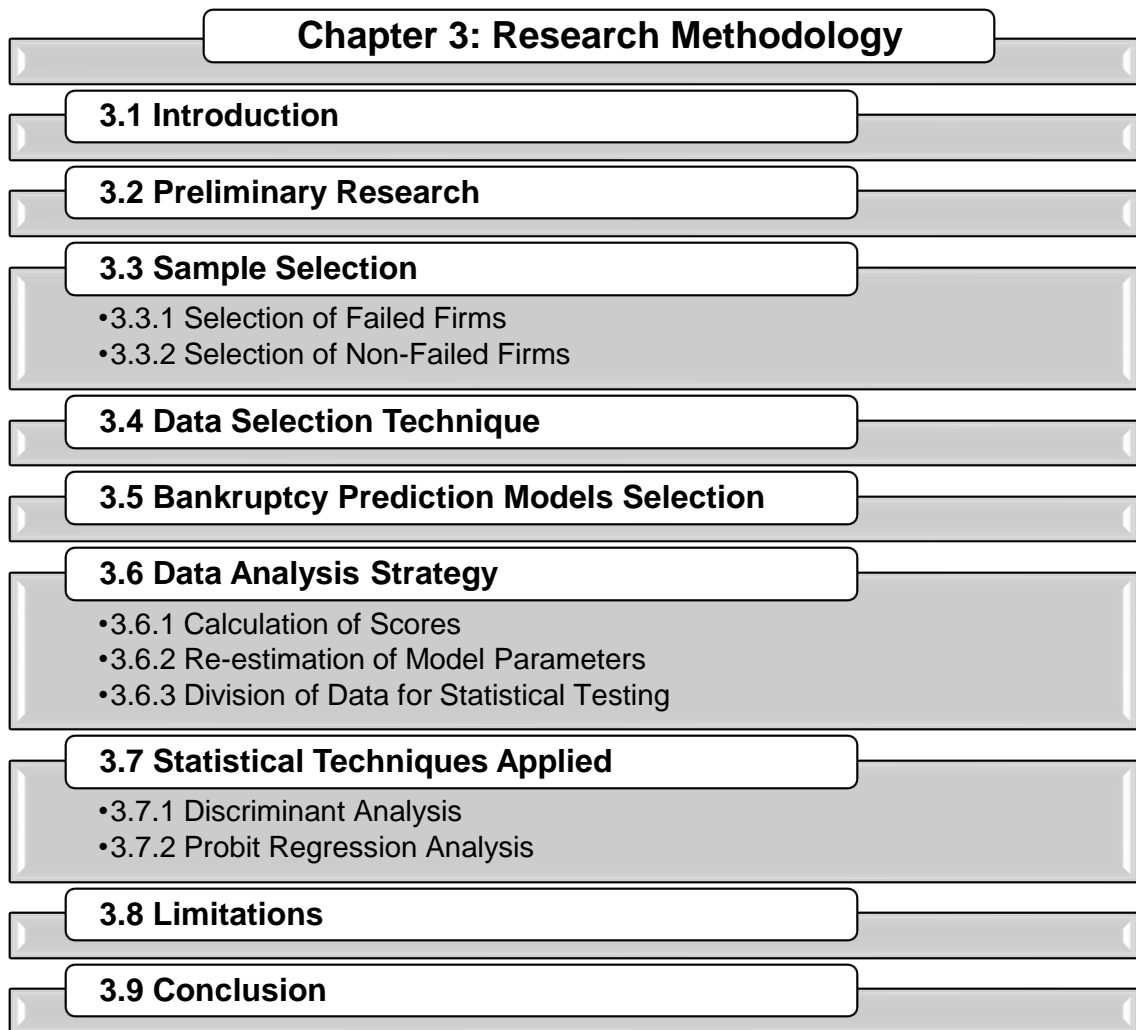 Chapter 3: Research Methodology
3.1 Introduction
3.2 Preliminary Research
3.3 Sample Selection
•3.3.1 Selection of Failed Firms
•3.3.2 Selection of Non-Failed Firms
3.4 Data Selection Technique
3.5 Bankruptcy Prediction Models Selection
3.6 Data Analysis Strategy
•3.6.1 Calculation of Scores
•3.6.2 Re-estimation of Model Parameters
•3.6.3 Division of Data for Statistical Testing
3.7 Statistical Techniques Applied
•3.7.1 Discriminant Analysis
•3.7.2 Probit Regression Analysis
3.8 Limitations
3.9 Conclusion